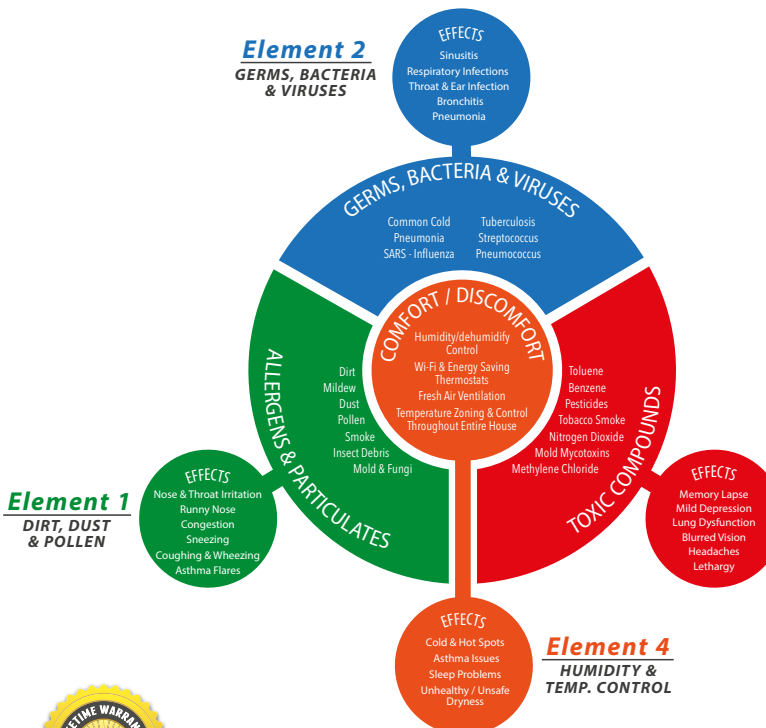 Element 2
GERMS, BACTERIA
& VIRUSES
EFFECTS
Sinusitis
Respiratory Infections
Throat & Ear Infection
Bronchitis
Pneumonia
GERMS, BACTERIA & VIRUSES
Common Cold
Pneumonia
SARS - Influenza
Tuberculosis
Streptococcus
Pneumococcus
COMFORT / DISCOMFORT
Humidity/dehumidify
Control
Wi-Fi & Energy Saving
Thermostats
Fresh Air Ventilation
Temperature Zoning & Control
Throughout Entire House
ALLERGENS & PARTICULATES
Dirt
Mildew
Dust
Pollen
Smoke
Insect Debris
Mold & Fungi
TOXIC COMPOUNDS
Toluene
Benzene
Pesticides
Tobacco Smoke
Nitrogen Dioxide
Mold Mycotoxins
Methylene Chloride
Element 1
DIRT, DUST
& POLLEN
EFFECTS
Nose & Throat Irritation
Runny Nose
Congestion
Sneezing
Coughing & Wheezing
Asthma Flares
EFFECTS
Memory Lapse
Mild Depression
Lung Dysfunction
Blurred Vision
Headaches
Lethargy
EFFECTS
Cold & Hot Spots
Asthma Issues
Sleep Problems
Unhealthy / Unsafe
Dryness
Element 4
HUMIDITY &
TEMP. CONTROL